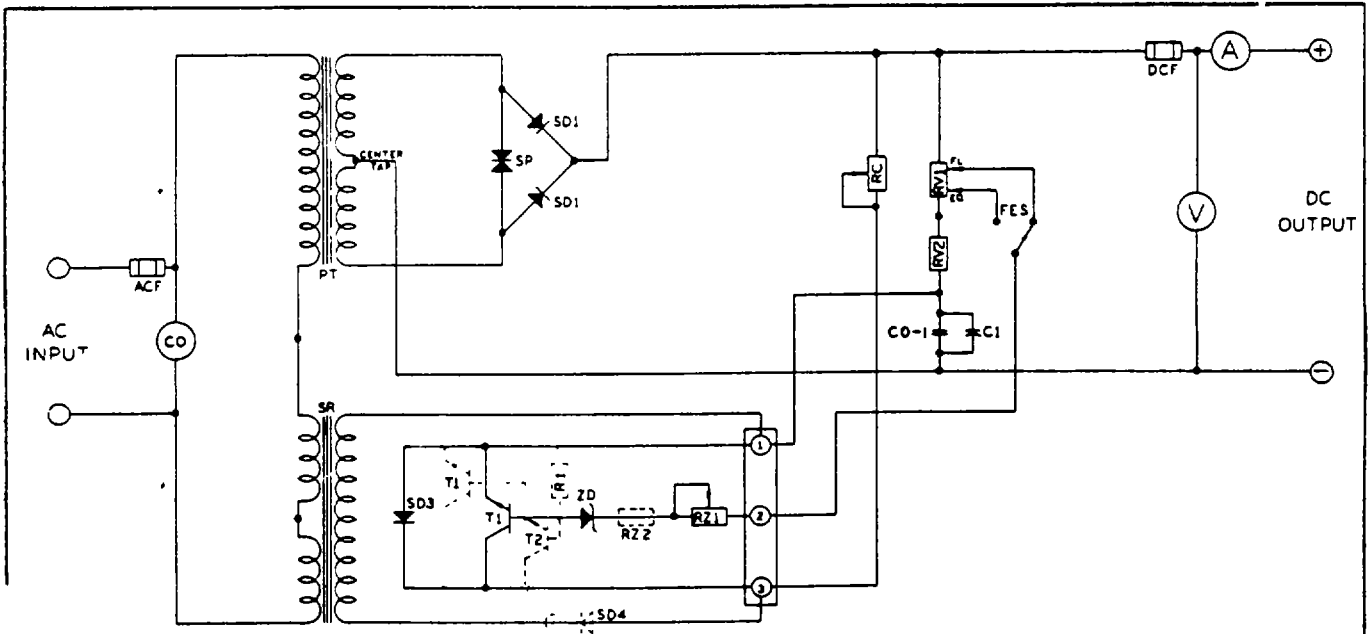 DCF
A
+
SD1
SP
SD1
CENTER
TAP
RC
FL
RV1
EQ
FES
V
DC
OUTPUT
PT
ACF
RV2
AC
INPUT
CO
CO-1
C1
−
SR
1
T1
R1
SD3
T1
T2
ZD
RZ2
RZ1
2
3
SD4